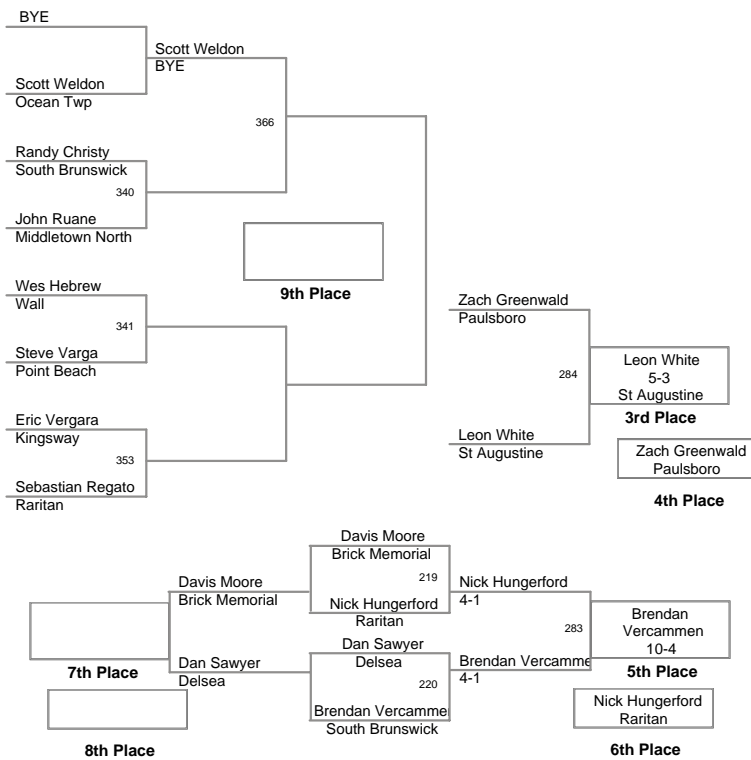 BYE
Scott Weldon
BYE
Scott Weldon
Ocean Twp
366
Randy Christy
South Brunswick
340
John Ruane
Middletown North
9th Place
Wes Hebrew
Wall
341
Steve Varga
Point Beach
Eric Vergara
Kingsway
353
Sebastian Regato
Raritan
Zach Greenwald
Paulsboro
284
Leon White
5-3
St Augustine
3rd Place
Leon White
St Augustine
Zach Greenwald
Paulsboro
4th Place
Davis Moore
Brick Memorial
219
Nick Hungerford
Raritan
Davis Moore
Brick Memorial
Nick Hungerford
4-1
283
Brendan
Vercammen
10-4
5th Place
Dan Sawyer
Delsea
220
Brendan Vercamme
South Brunswick
Dan Sawyer
Delsea
Brendan Vercamme
4-1
7th Place
Nick Hungerford
Raritan
6th Place
8th Place